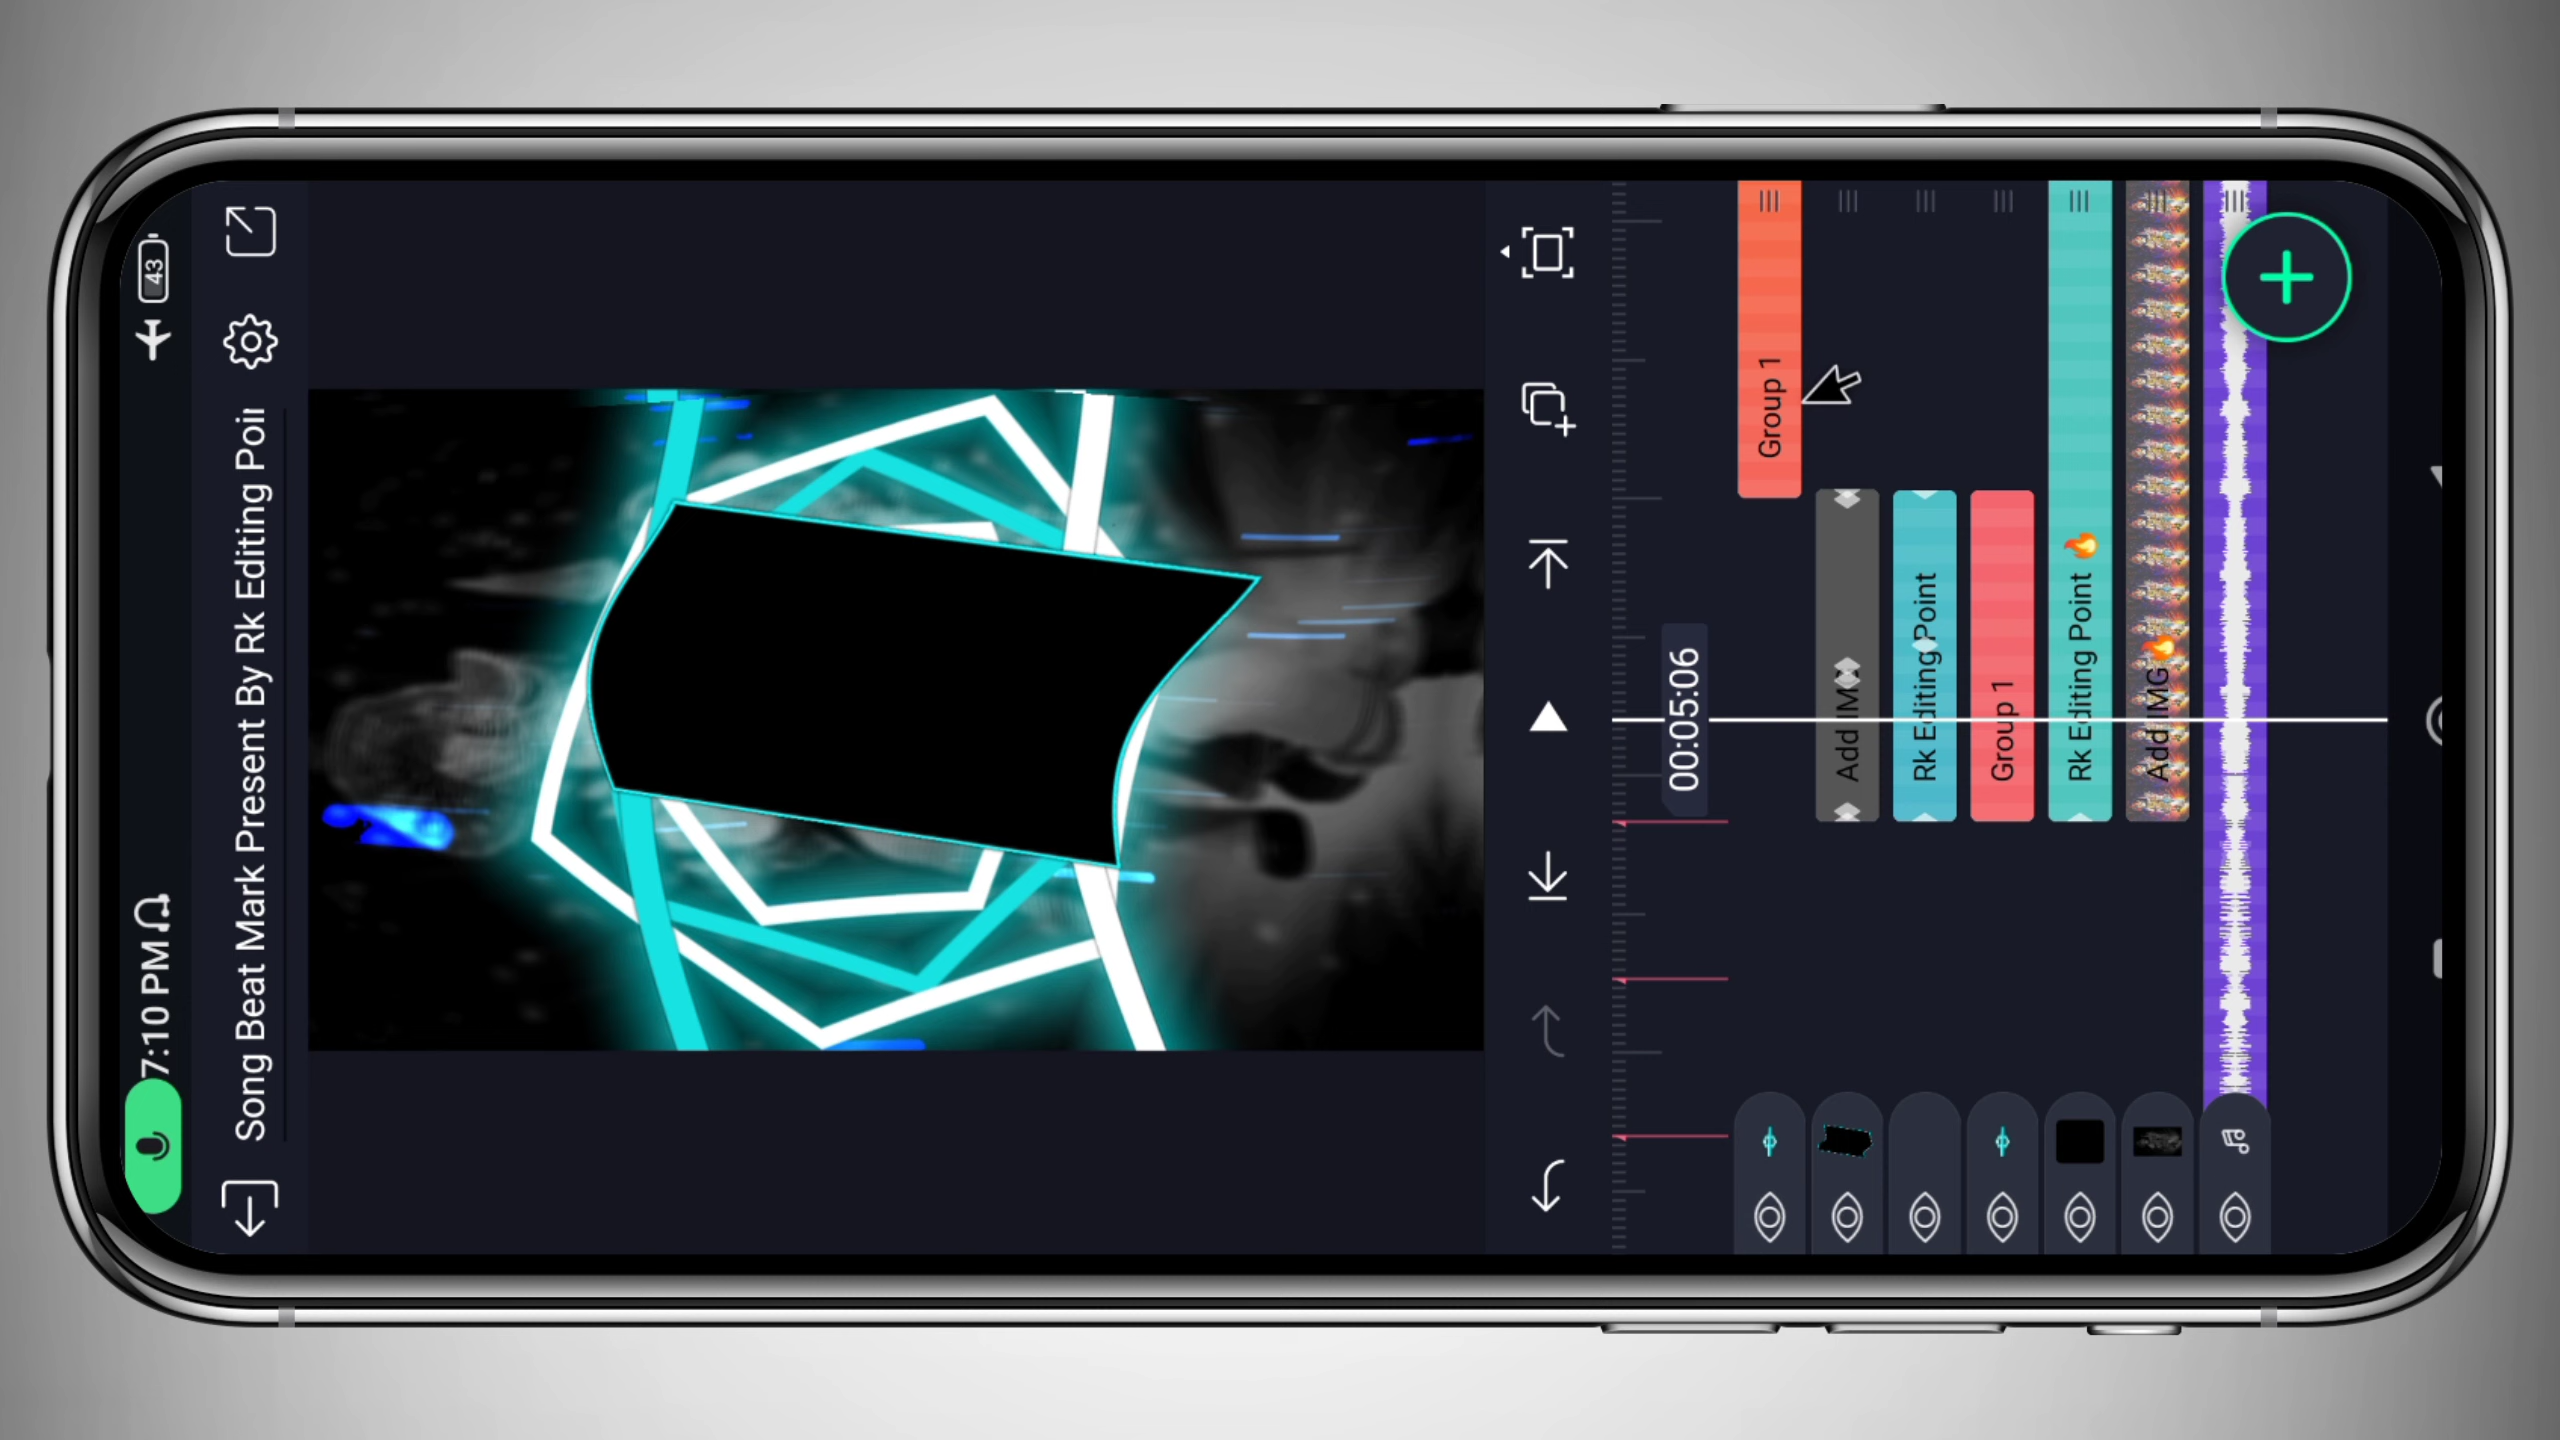 7:10 PM
43
Song Beat Mark Present By Rk Editing Poi
00:05:06
Group 1
Add IM
Rk Editing Point
Group 1
Rk Editing Point 🔥
Add IMG 🔥